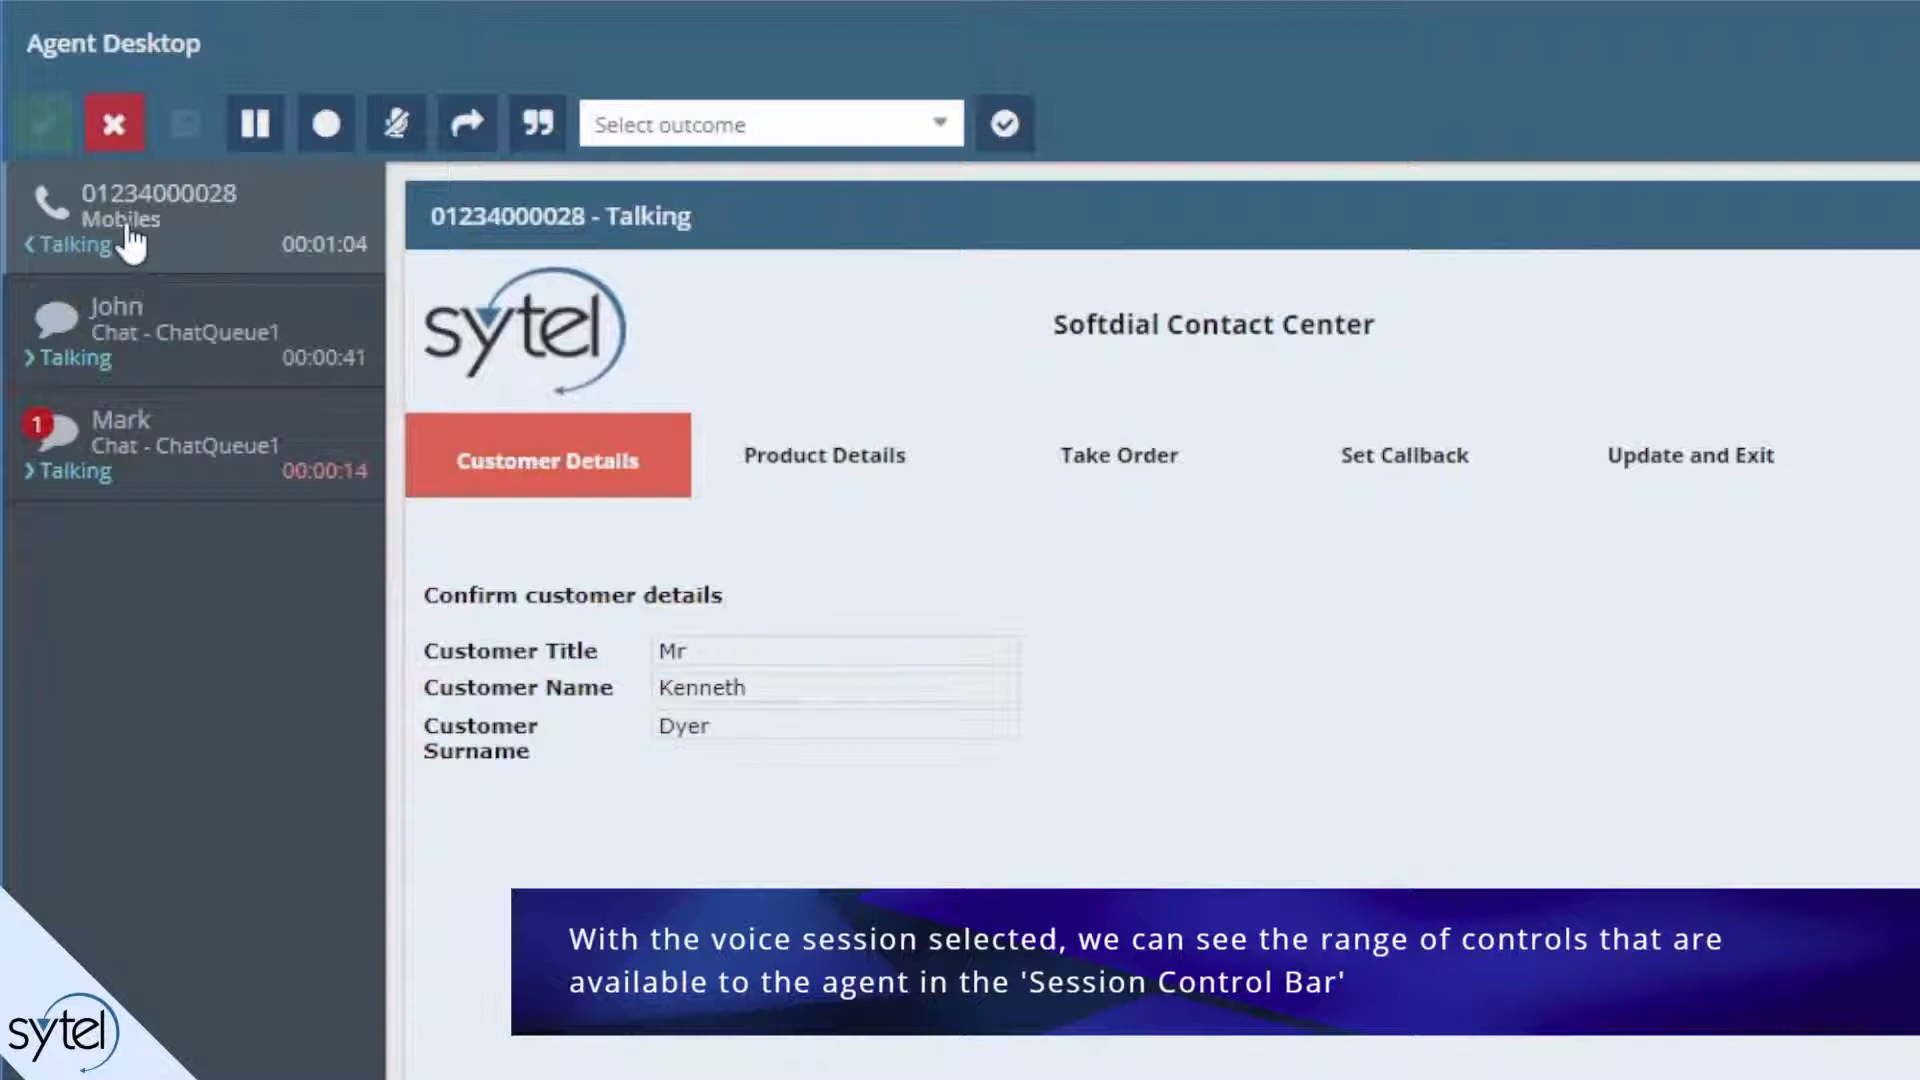 Agent Desktop
Select outcome
01234000028
Mobiles
Talking 00:01:04
John
Chat - ChatQueue1
Talking 00:00:41
1
Mark
Chat - ChatQueue1
Talking 00:00:14
01234000028 - Talking
sytel
Softdial Contact Center
Customer Details Product Details Take Order Set Callback Update and Exit
Confirm customer details
Customer Title Mr
Customer Name Kenneth
Customer Dyer
Surname
With the voice session selected, we can see the range of controls that are
available to the agent in the 'Session Control Bar'
sytel